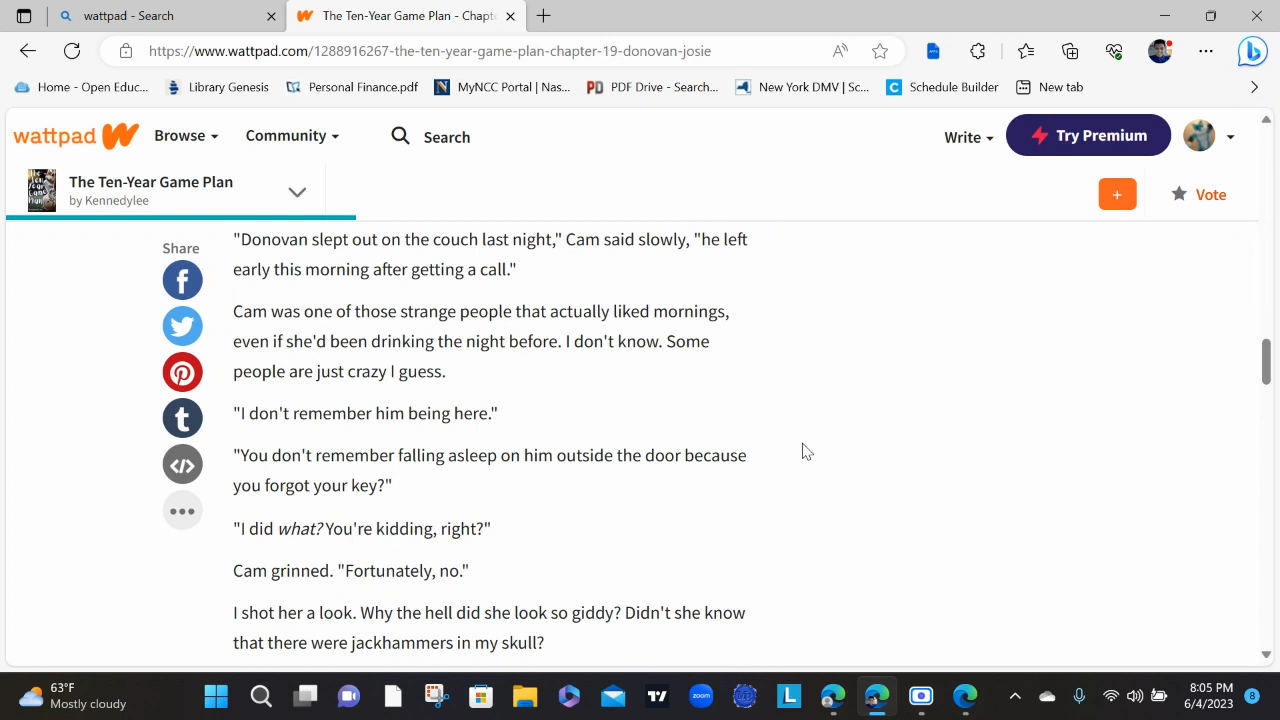 wattpad - Search
The Ten-Year Game Plan - Chapt
https://www.wattpad.com/1288916267-the-ten-year-game-plan-chapter-19-donovan-josie
Home - Open Educ...
Library Genesis
Personal Finance.pdf
MyNCC Portal | Nas...
PDF Drive - Search...
New York DMV | Sc...
Schedule Builder
New tab
wattpad
Browse
Community
Search
Write
Try Premium
The Ten-Year Game Plan
by Kennedylee
+
Vote
Share
"Donovan slept out on the couch last night," Cam said slowly, "he left
early this morning after getting a call."
Cam was one of those strange people that actually liked mornings,
even if she'd been drinking the night before. I don't know. Some
people are just crazy I guess.
"I don't remember him being here."
"You don't remember falling asleep on him outside the door because
you forgot your key?"
"I did what? You're kidding, right?"
Cam grinned. "Fortunately, no."
I shot her a look. Why the hell did she look so giddy? Didn't she know
that there were jackhammers in my skull?
63°F
Mostly cloudy
zoom
L
8:05 PM
6/4/2023
8